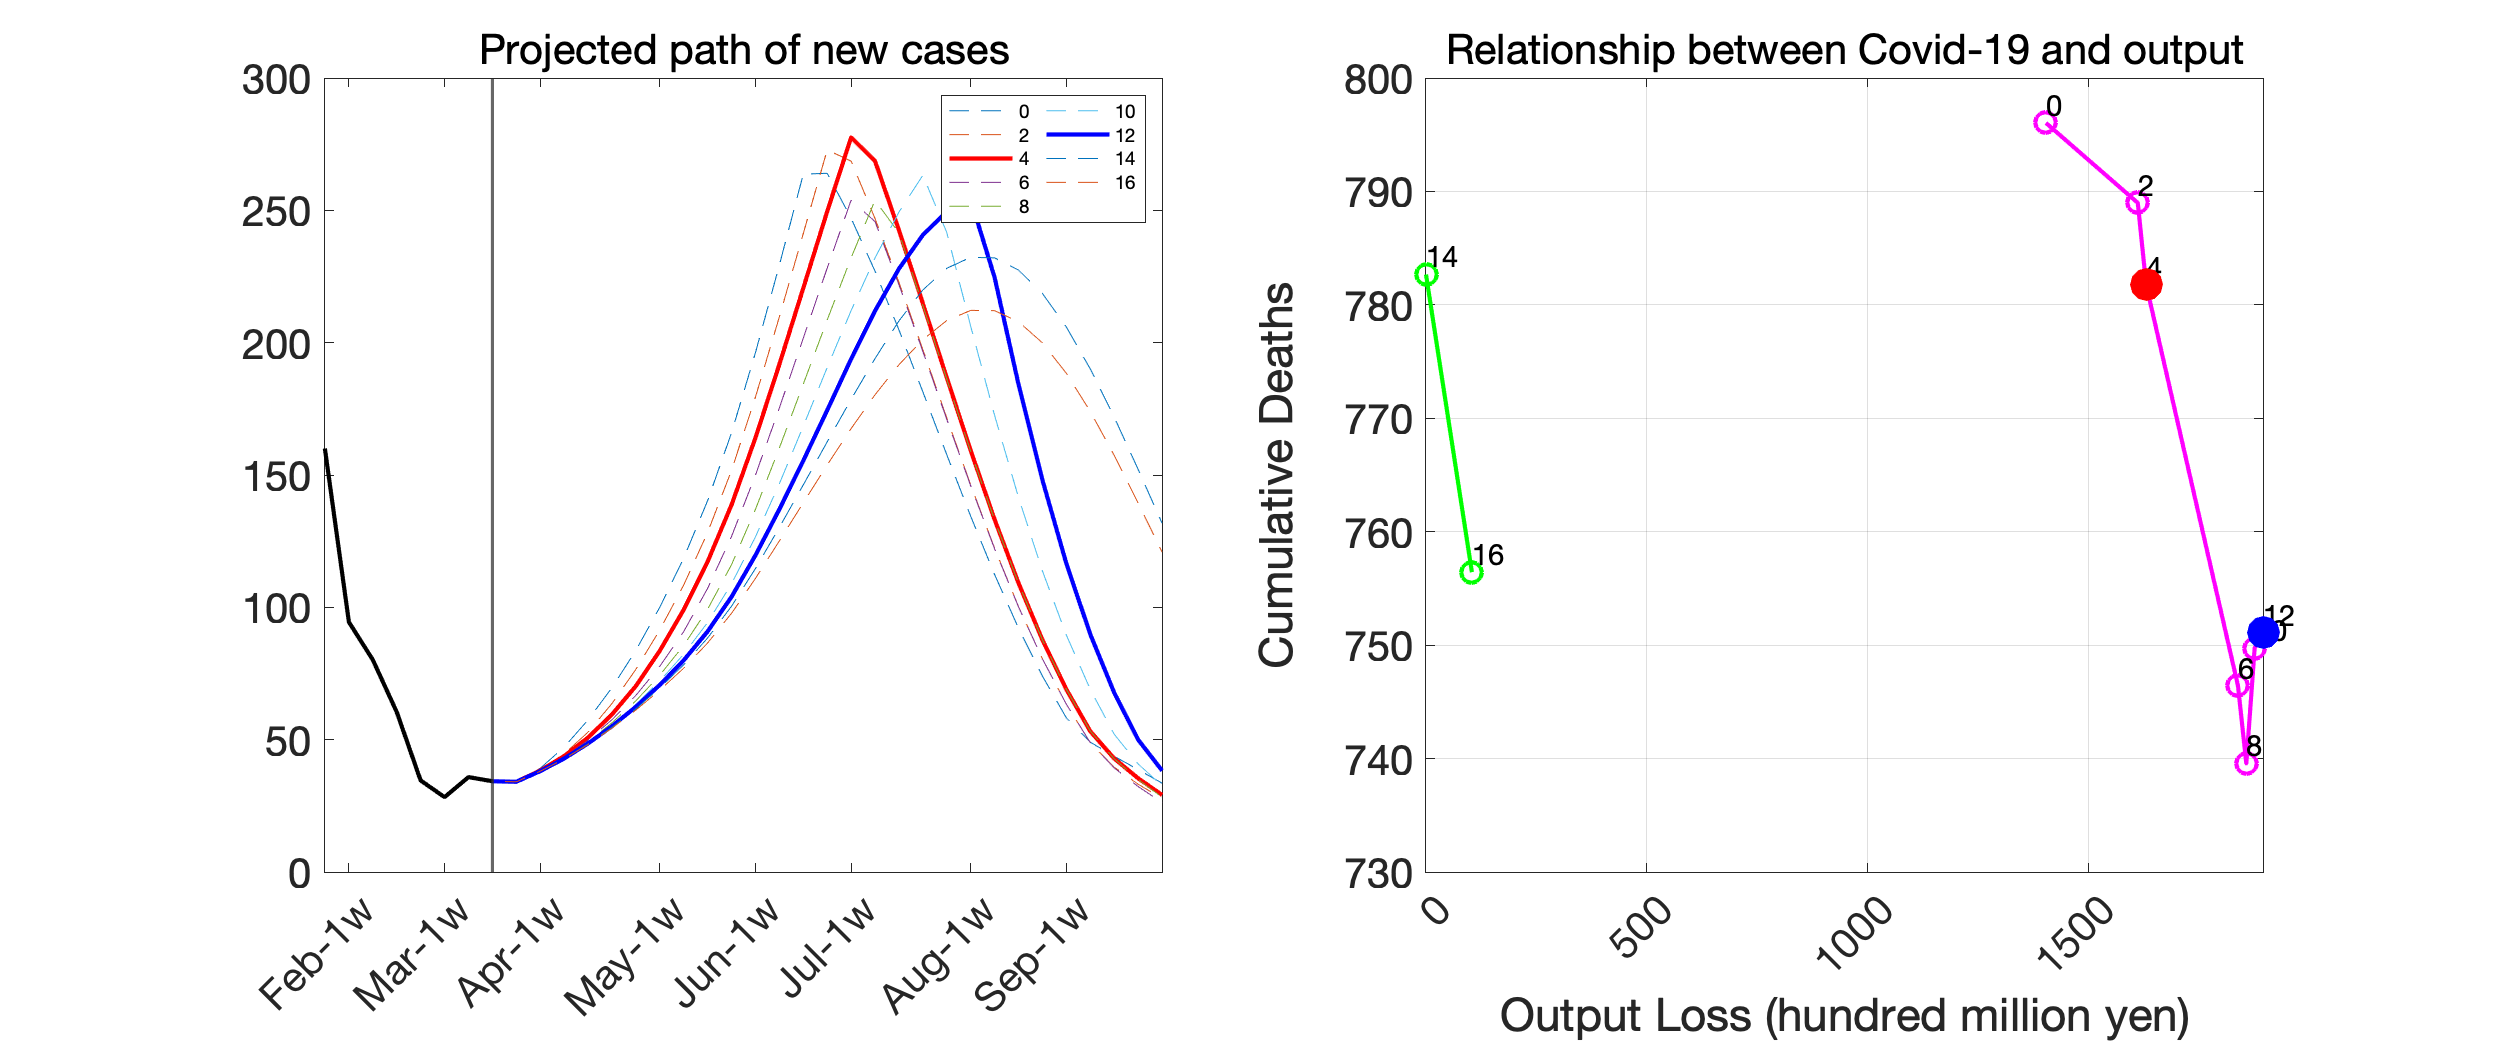 Projected path of new cases
300
250
200
150
100
50
0
0 10
2 12
4 14
6 16
8
Feb-1w
Mar-1w
Apr-1w
May-1w
Jun-1w
Jul-1w
Aug-1w
Sep-1w
Relationship between Covid-19 and output
Cumulative Deaths
800
790
780
770
760
750
740
730
0
2
14
4
16
12
6
8
0
500
1000
1500
Output Loss (hundred million yen)